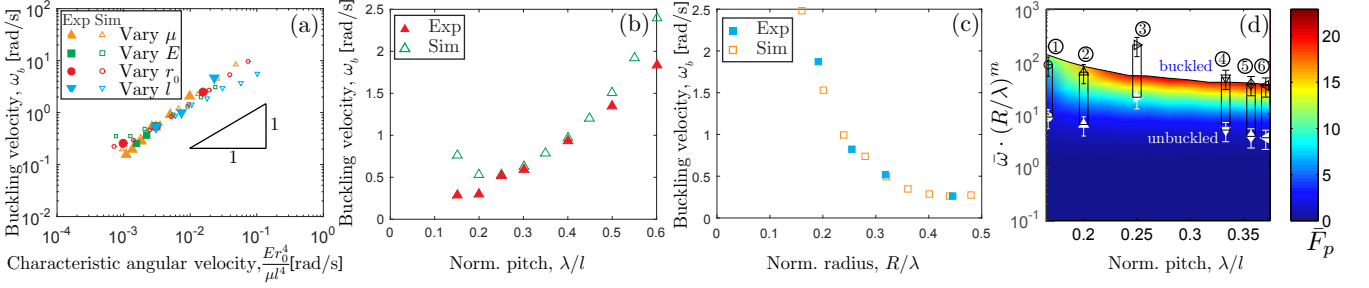 (a)
Exp Sim
Vary μ
Vary E
Vary r_0
Vary l
10^2
10^1
10^0
10^-1
10^-2
10^-4
10^-3
10^-2
10^-1
10^0
1
1
Buckling velocity, ω_b [rad/s]
Characteristic angular velocity, Er_0^4/μl^4 [rad/s]
(b)
Exp
Sim
2.5
2
1.5
1
0.5
0
0
0.1
0.2
0.3
0.4
0.5
0.6
Buckling velocity, ω_b [rad/s]
Norm. pitch, λ/l
(c)
Exp
Sim
2.5
2
1.5
1
0.5
0
0
0.1
0.2
0.3
0.4
0.5
Buckling velocity, ω_b [rad/s]
Norm. radius, R/λ
(d)
① ② ③ ④ ⑤ ⑥
buckled
unbuckled
10^3
10^2
10^1
10^0
10^-1
0.2
0.25
0.3
0.35
ω̄ · (R/λ)^m
Norm. pitch, λ/l
20
15
10
5
0
F̄_p